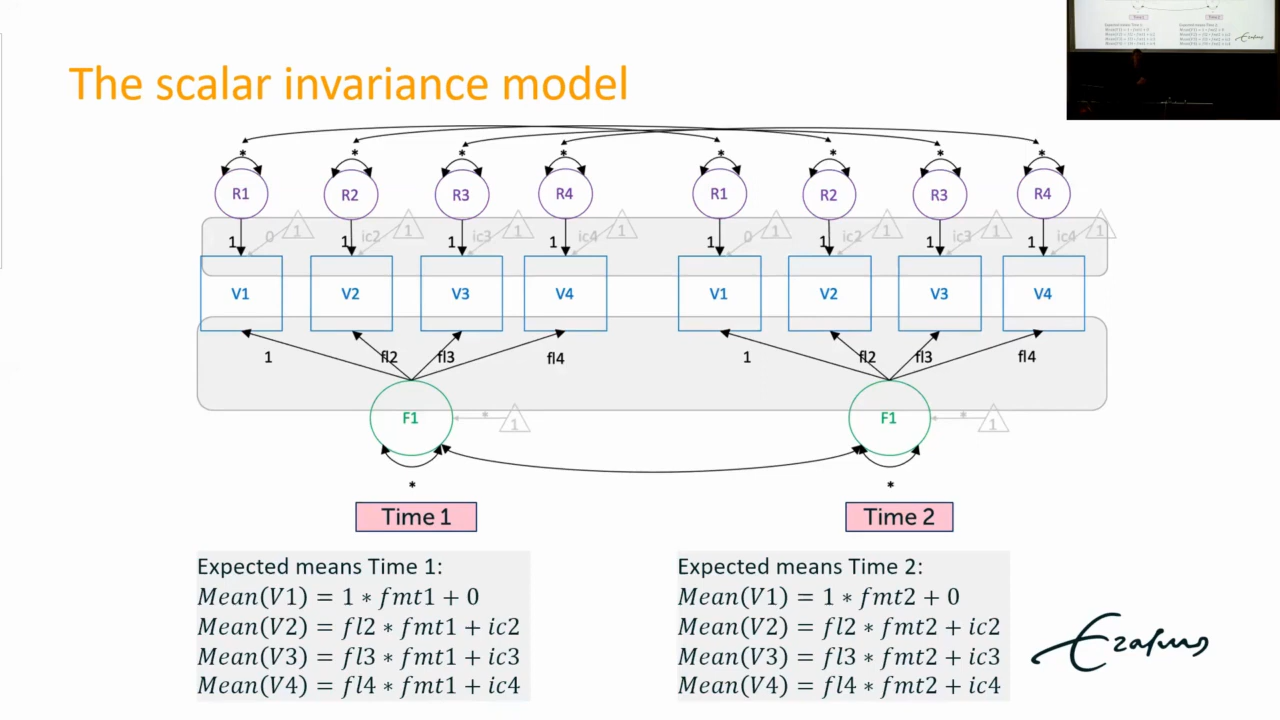 The scalar invariance model
* * * * * * * *
R1 R2 R3 R4 R1 R2 R3 R4
1 0 1 1 ic2 1 1 ic3 1 1 ic4 1 1 0 1 1 ic2 1 1 ic3 1 1 ic4 1
V1 V2 V3 V4 V1 V2 V3 V4
1 fl2 fl3 fl4 1 fl2 fl3 fl4
F1 * 1 F1 * 1
* *
Time 1 Time 2
Expected means Time 1:
Mean(V1) = 1 * fmt1 + 0
Mean(V2) = fl2 * fmt1 + ic2
Mean(V3) = fl3 * fmt1 + ic3
Mean(V4) = fl4 * fmt1 + ic4
Expected means Time 2:
Mean(V1) = 1 * fmt2 + 0
Mean(V2) = fl2 * fmt2 + ic2
Mean(V3) = fl3 * fmt2 + ic3
Mean(V4) = fl4 * fmt2 + ic4
Erasmus